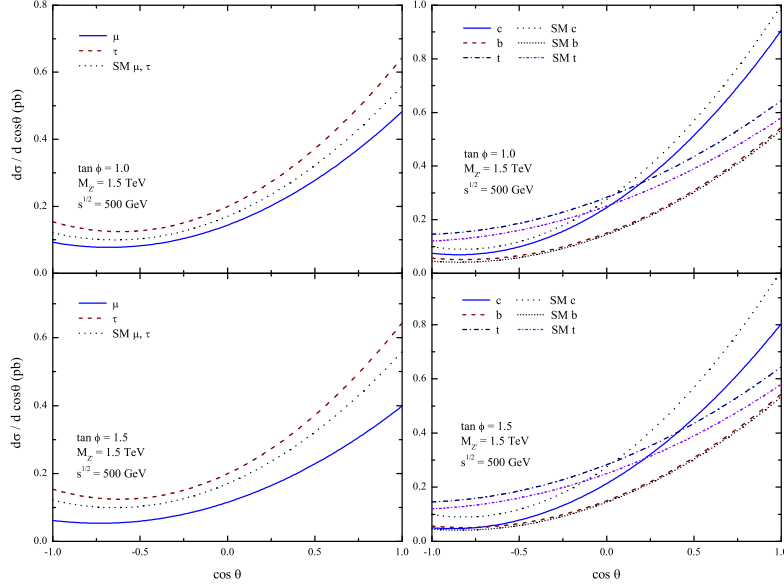 0.8
0.6
0.4
0.2
0.0
dσ / d cosθ (pb)
μ
τ
SM μ, τ
tan ϕ = 1.0
M_Z' = 1.5 TeV
s^1/2 = 500 GeV
1.0
0.8
0.6
0.4
0.2
0.0
c SM c
b SM b
t SM t
tan ϕ = 1.0
M_Z' = 1.5 TeV
s^1/2 = 500 GeV
0.6
0.4
0.2
0.0
dσ / d cosθ (pb)
μ
τ
SM μ, τ
tan ϕ = 1.5
M_Z' = 1.5 TeV
s^1/2 = 500 GeV
-1.0 -0.5 0.0 0.5 1.0
cos θ
0.8
0.6
0.4
0.2
0.0
c SM c
b SM b
t SM t
tan ϕ = 1.5
M_Z' = 1.5 TeV
s^1/2 = 500 GeV
-1.0 -0.5 0.0 0.5 1.0
cos θ